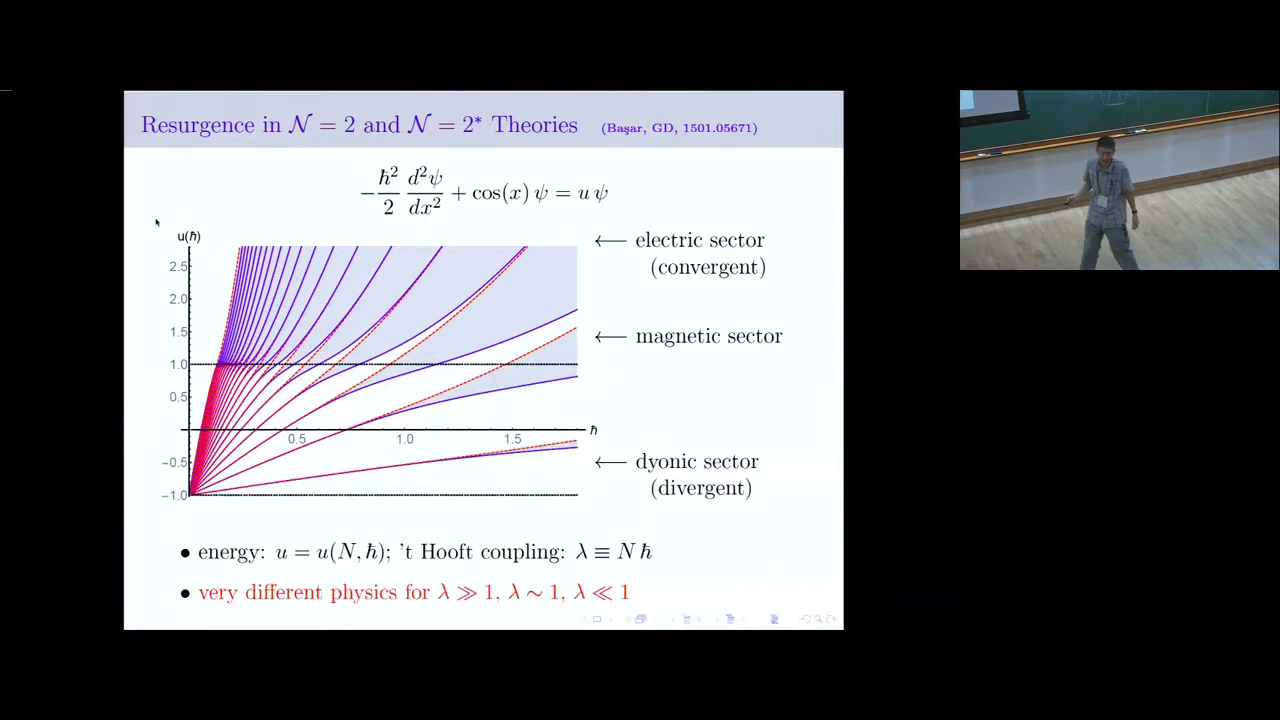 Resurgence in 𝒩 = 2 and 𝒩 = 2* Theories (Başar, GD, 1501.05671)
−ħ²/2 d²ψ/dx² + cos(x) ψ = u ψ
u(ħ)
2.5
2.0
1.5
1.0
0.5
−0.5
−1.0
0.5 1.0 1.5 ħ
← electric sector
(convergent)
← magnetic sector
← dyonic sector
(divergent)
• energy: u = u(N, ħ); 't Hooft coupling: λ ≡ N ħ
• very different physics for λ ≫ 1, λ ∼ 1, λ ≪ 1